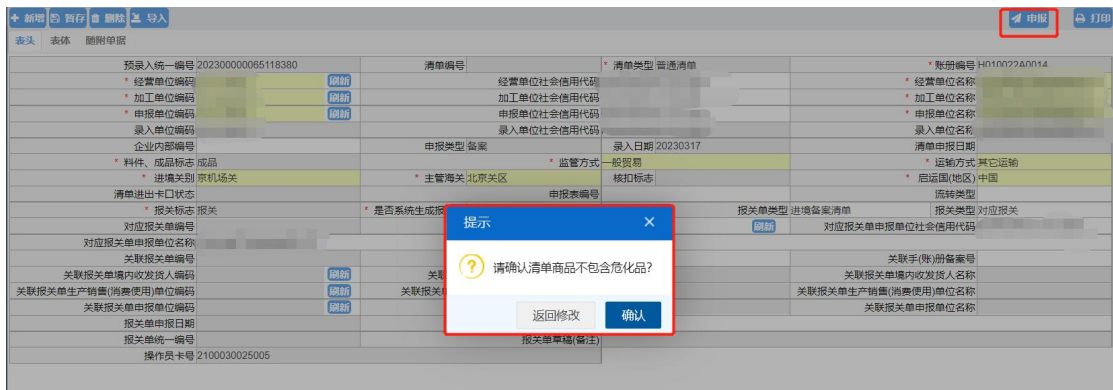 新增 暂存 删除 导入 申报 打印
表头 表体 随附单据
预录入统一编号 202300000065118380 清单编号 * 清单类型 普通清单 * 账册编号 H010022A0014
* 经营单位编码 刷新 经营单位社会信用代码 * 经营单位名称
* 加工单位编码 刷新 加工单位社会信用代码 * 加工单位名称
* 申报单位编码 刷新 申报单位社会信用代码 * 申报单位名称
录入单位编码 录入单位社会信用代码 录入单位名称
企业内部编号 申报类型 备案 录入日期 20230317 清单申报日期
* 料件、成品标志 成品 * 监管方式 一般贸易 * 运输方式 其它运输
* 进境关别 京机场关 * 主管海关 北京关区 核扣标志 * 启运国(地区) 中国
清单进出卡口状态 申报表编号 流转类型
* 报关标志 报关 * 是否系统生成报 报关单类型 进境备案清单 报关类型 对应报关
对应报关单编号 刷新 对应报关单申报单位社会信用代码
对应报关单申报单位名称
关联报关单编号 关联手(账)册备案号
关联报关单境内收发货人编码 刷新 关联 关联报关单境内收发货人名称
关联报关单生产销售(消费使用)单位编码 刷新 关联报关 关联报关单生产销售(消费使用)单位名称
关联报关单申报单位编码 刷新 关联报关单申报单位名称
报关单申报日期
报关单统一编号 报关单草稿(备注)
操作员卡号 2100030025005
提示
请确认清单商品不包含危化品?
返回修改 确认